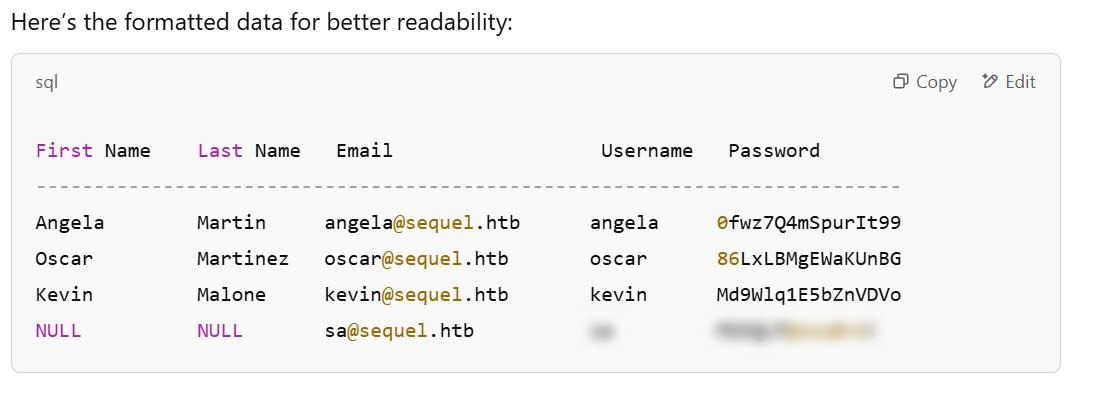 Here’s the formatted data for better readability:
sql Copy Edit
First Name Last Name Email Username Password
---------------------------------------------------------------------------
Angela Martin angela@sequel.htb angela 0fwz7Q4mSpurIt99
Oscar Martinez oscar@sequel.htb oscar 86LxLBMgEWaKUnBG
Kevin Malone kevin@sequel.htb kevin Md9Wlq1E5bZnVDVo
NULL NULL sa@sequel.htb